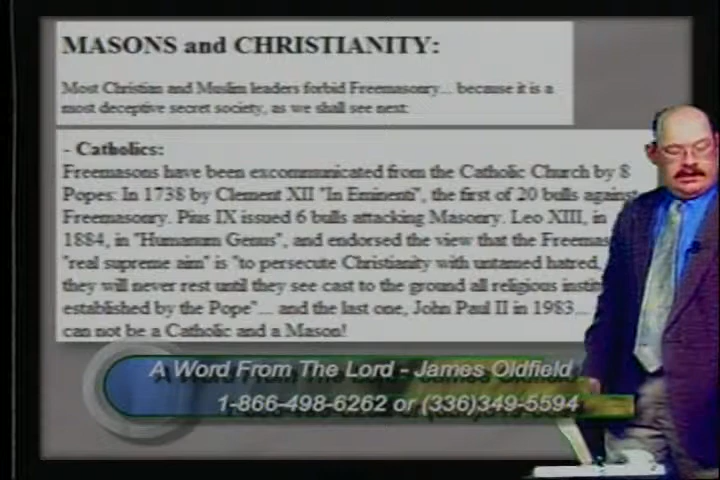 MASONS and CHRISTIANITY:
Most Christian and Muslim leaders forbid Freemasonry... because it is a
most deceptive secret society, as we shall see next:
- Catholics:
Freemasons have been excommunicated from the Catholic Church by 8
Popes: In 1738 by Clement XII "In Eminenti", the first of 20 bulls against
Freemasonry. Pius IX issued 6 bulls attacking Masonry. Leo XIII, in
1884, in "Humanum Genus", and endorsed the view that the Freemas
"real supreme aim" is "to persecute Christianity with untamed hatred,
they will never rest until they see cast to the ground all religious instit
established by the Pope"... and the last one, John Paul II in 1983...
can not be a Catholic and a Mason!
A Word From The Lord - James Oldfield
1-866-498-6262 or (336)349-5594